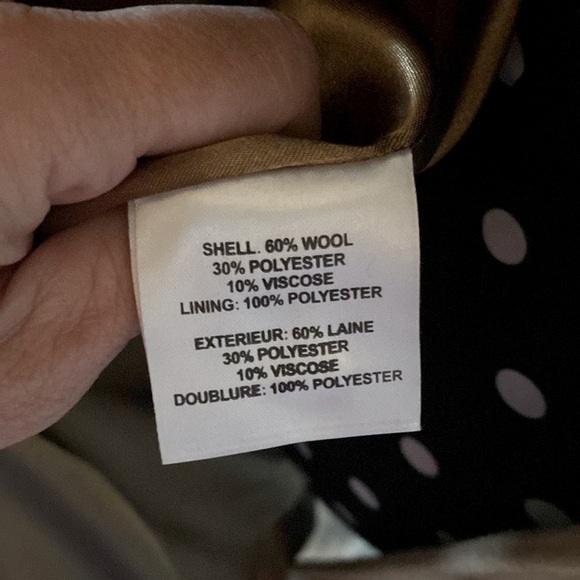 SHELL. 60% WOOL
30% POLYESTER
10% VISCOSE
LINING: 100% POLYESTER
EXTERIEUR: 60% LAINE
30% POLYESTER
10% VISCOSE
DOUBLURE: 100% POLYESTER